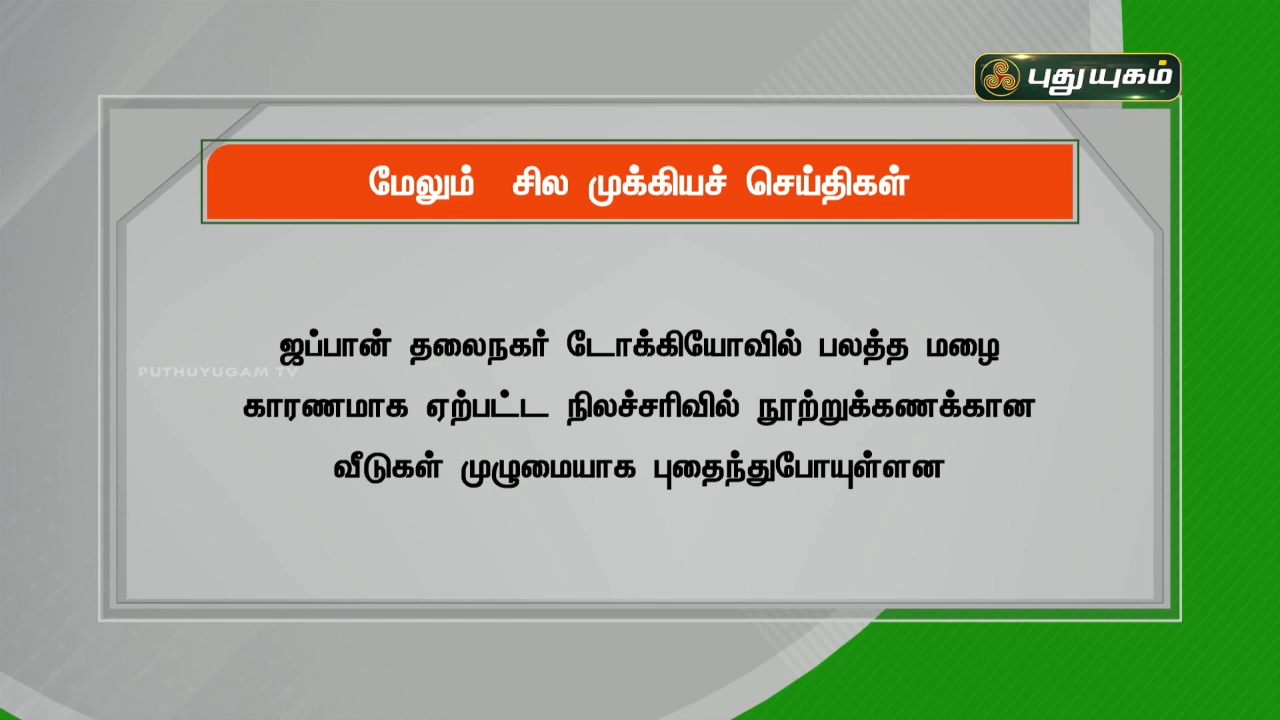 புதுயுகம்
மேலும் சில முக்கியச் செய்திகள்
ஜப்பான் தலைநகர் டோக்கியோவில் பலத்த மழை
PUTHUYUGAM TV
காரணமாக ஏற்பட்ட நிலச்சரிவில் நூற்றுக்கணக்கான
வீடுகள் முழுமையாக புதைந்துபோயுள்ளன